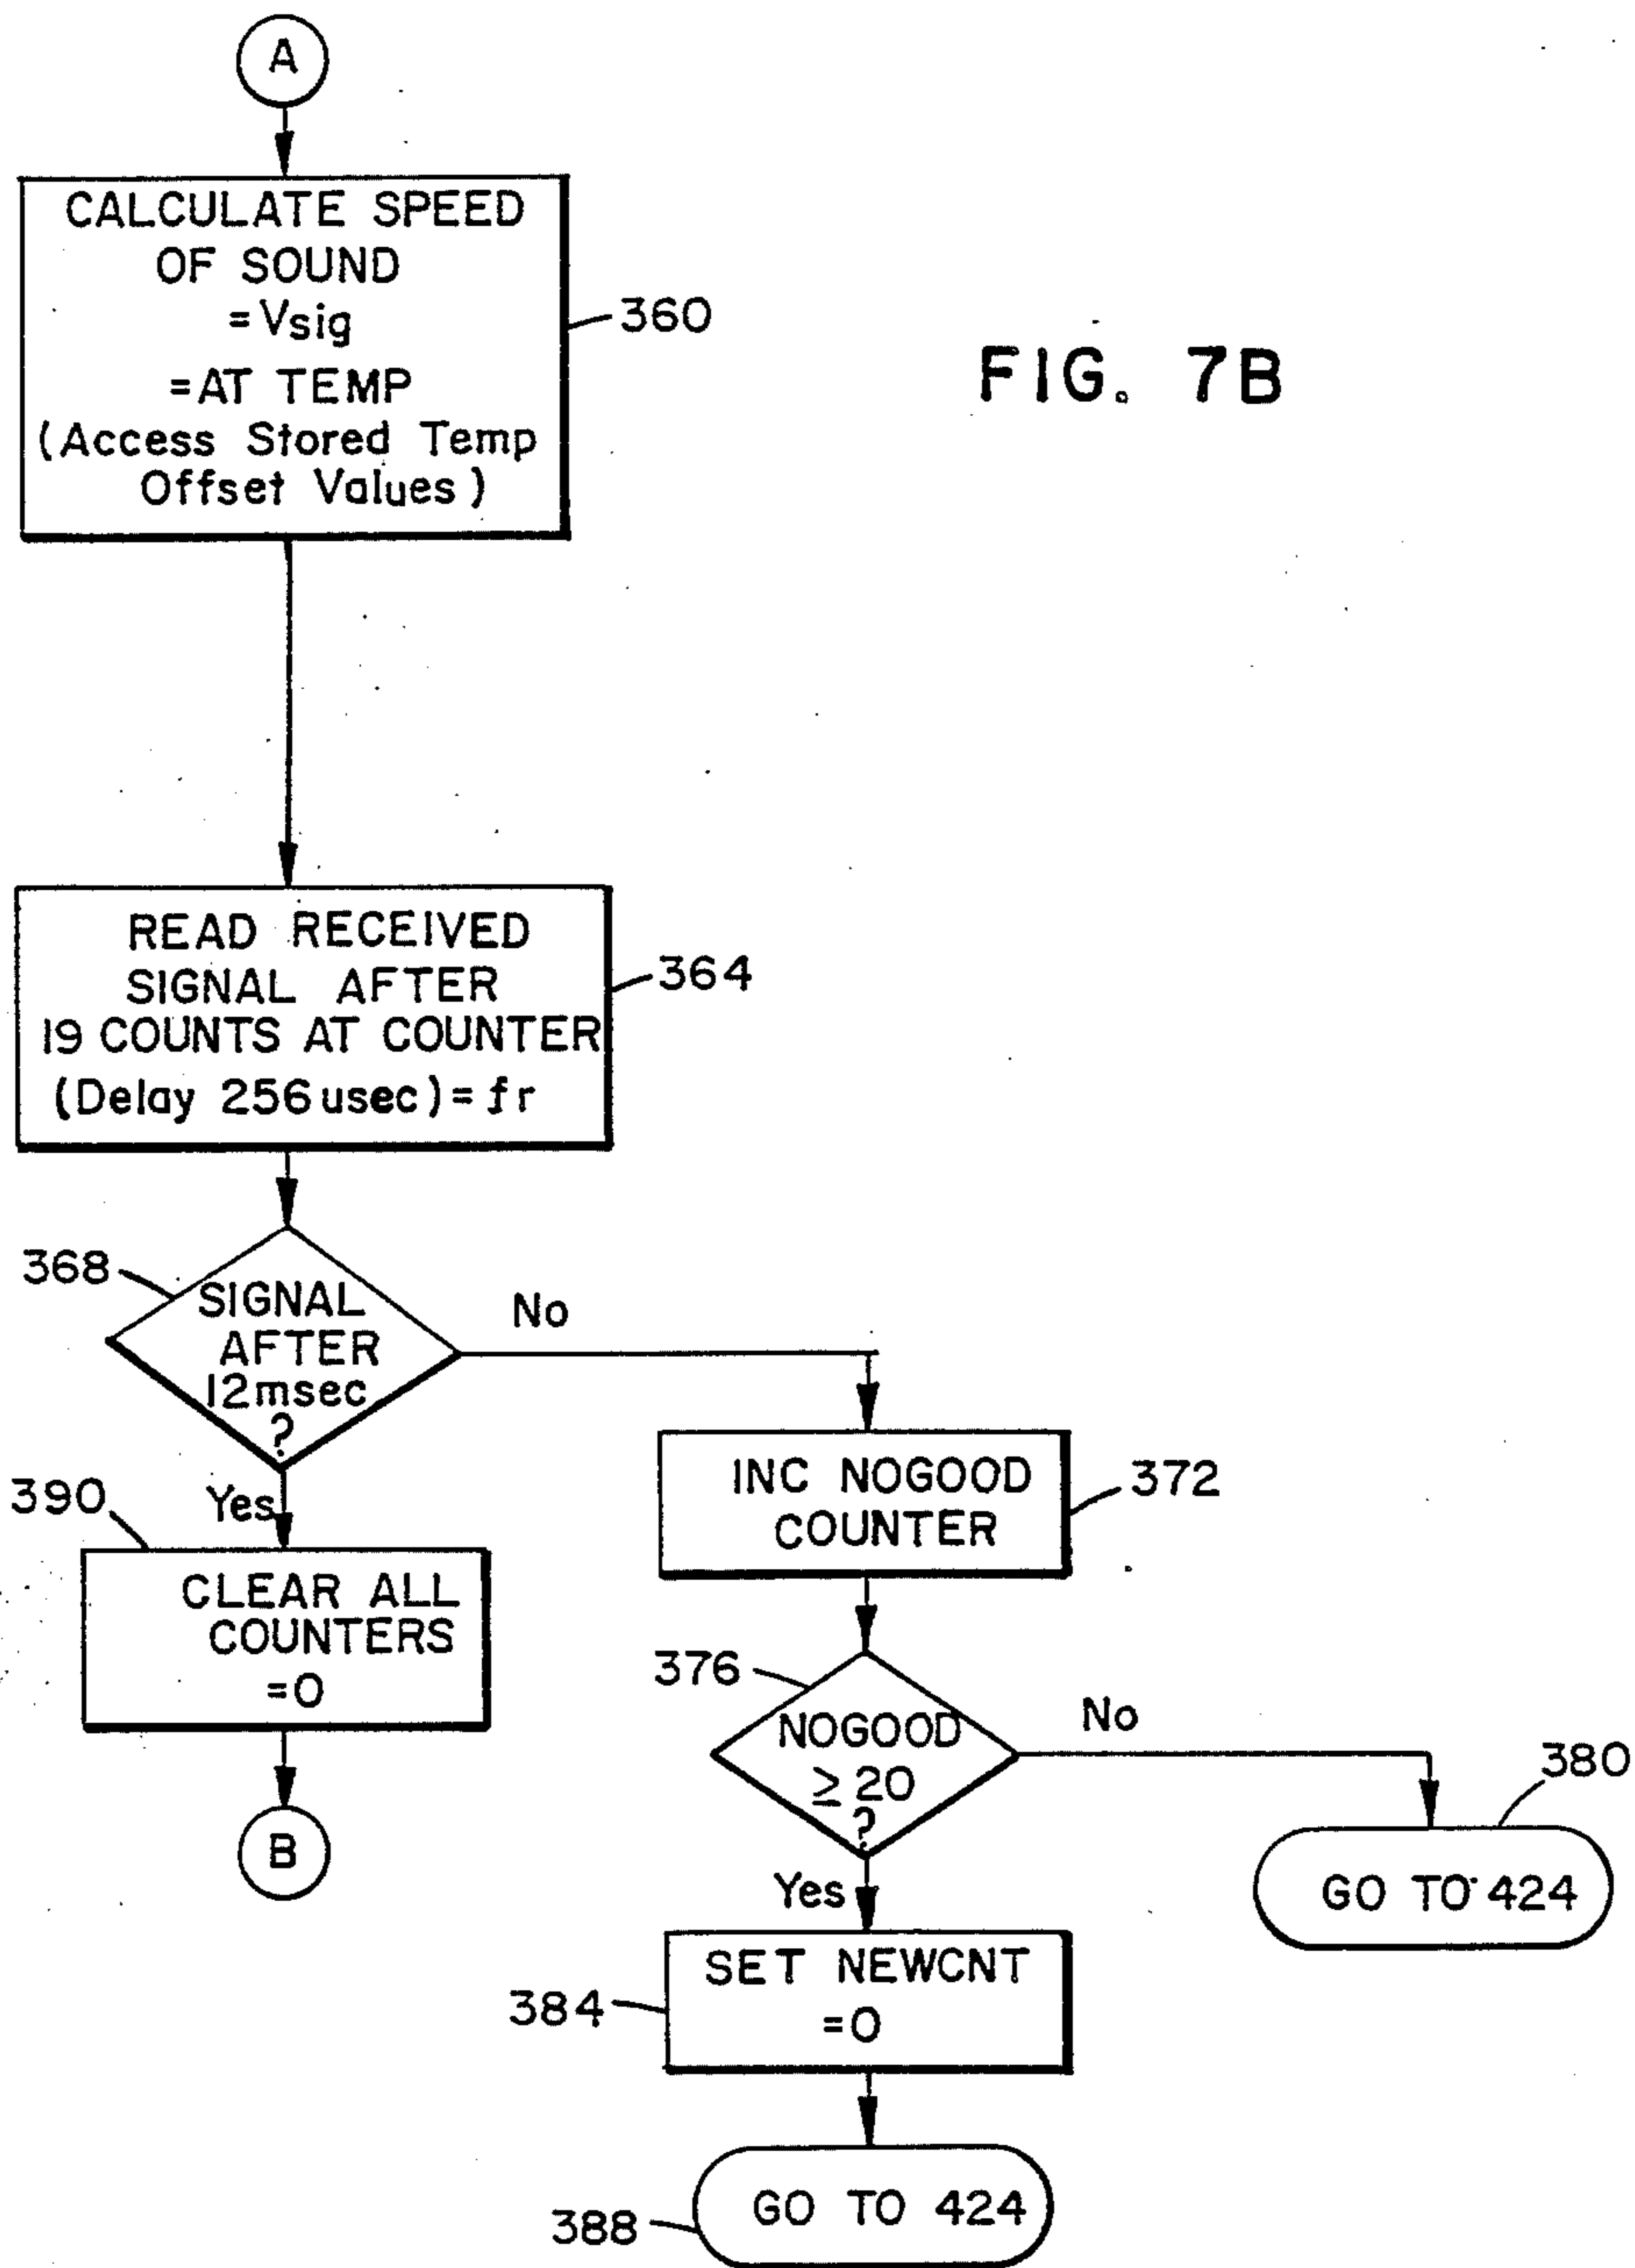 A
CALCULATE SPEED
OF SOUND
=Vsig
=AT TEMP
(Access Stored Temp
Offset Values)
360
FIG. 7B
READ RECEIVED
SIGNAL AFTER
19 COUNTS AT COUNTER
(Delay 256 usec) = fr
364
368
SIGNAL
AFTER
12msec
?
No
Yes
390
CLEAR ALL
COUNTERS
=0
B
INC NOGOOD
COUNTER
372
376
NOGOOD
≥ 20
?
No
380
GO TO 424
Yes
SET NEWCNT
=0
384
GO TO 424
388